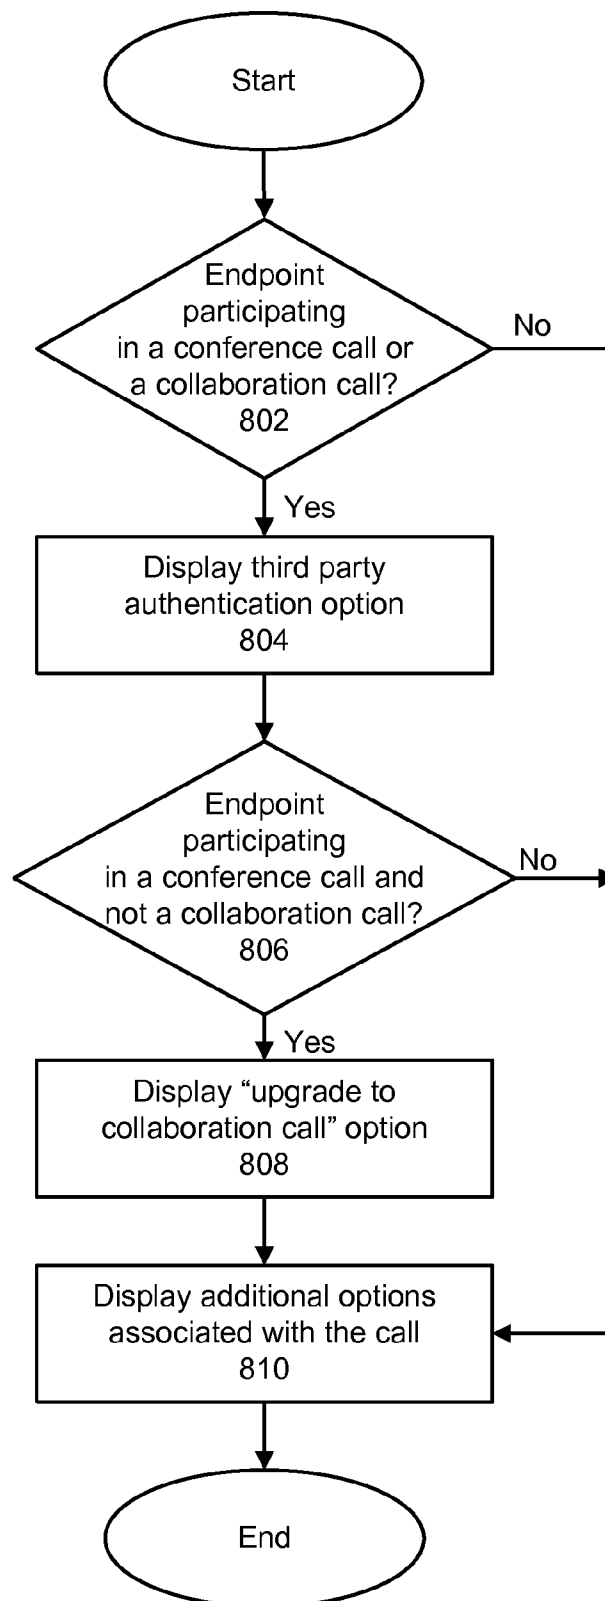 Start
Endpoint
participating
in a conference call or
a collaboration call?
802
No
Yes
Display third party
authentication option
804
Endpoint
participating
in a conference call and
not a collaboration call?
806
No
Yes
Display “upgrade to
collaboration call” option
808
Display additional options
associated with the call
810
End